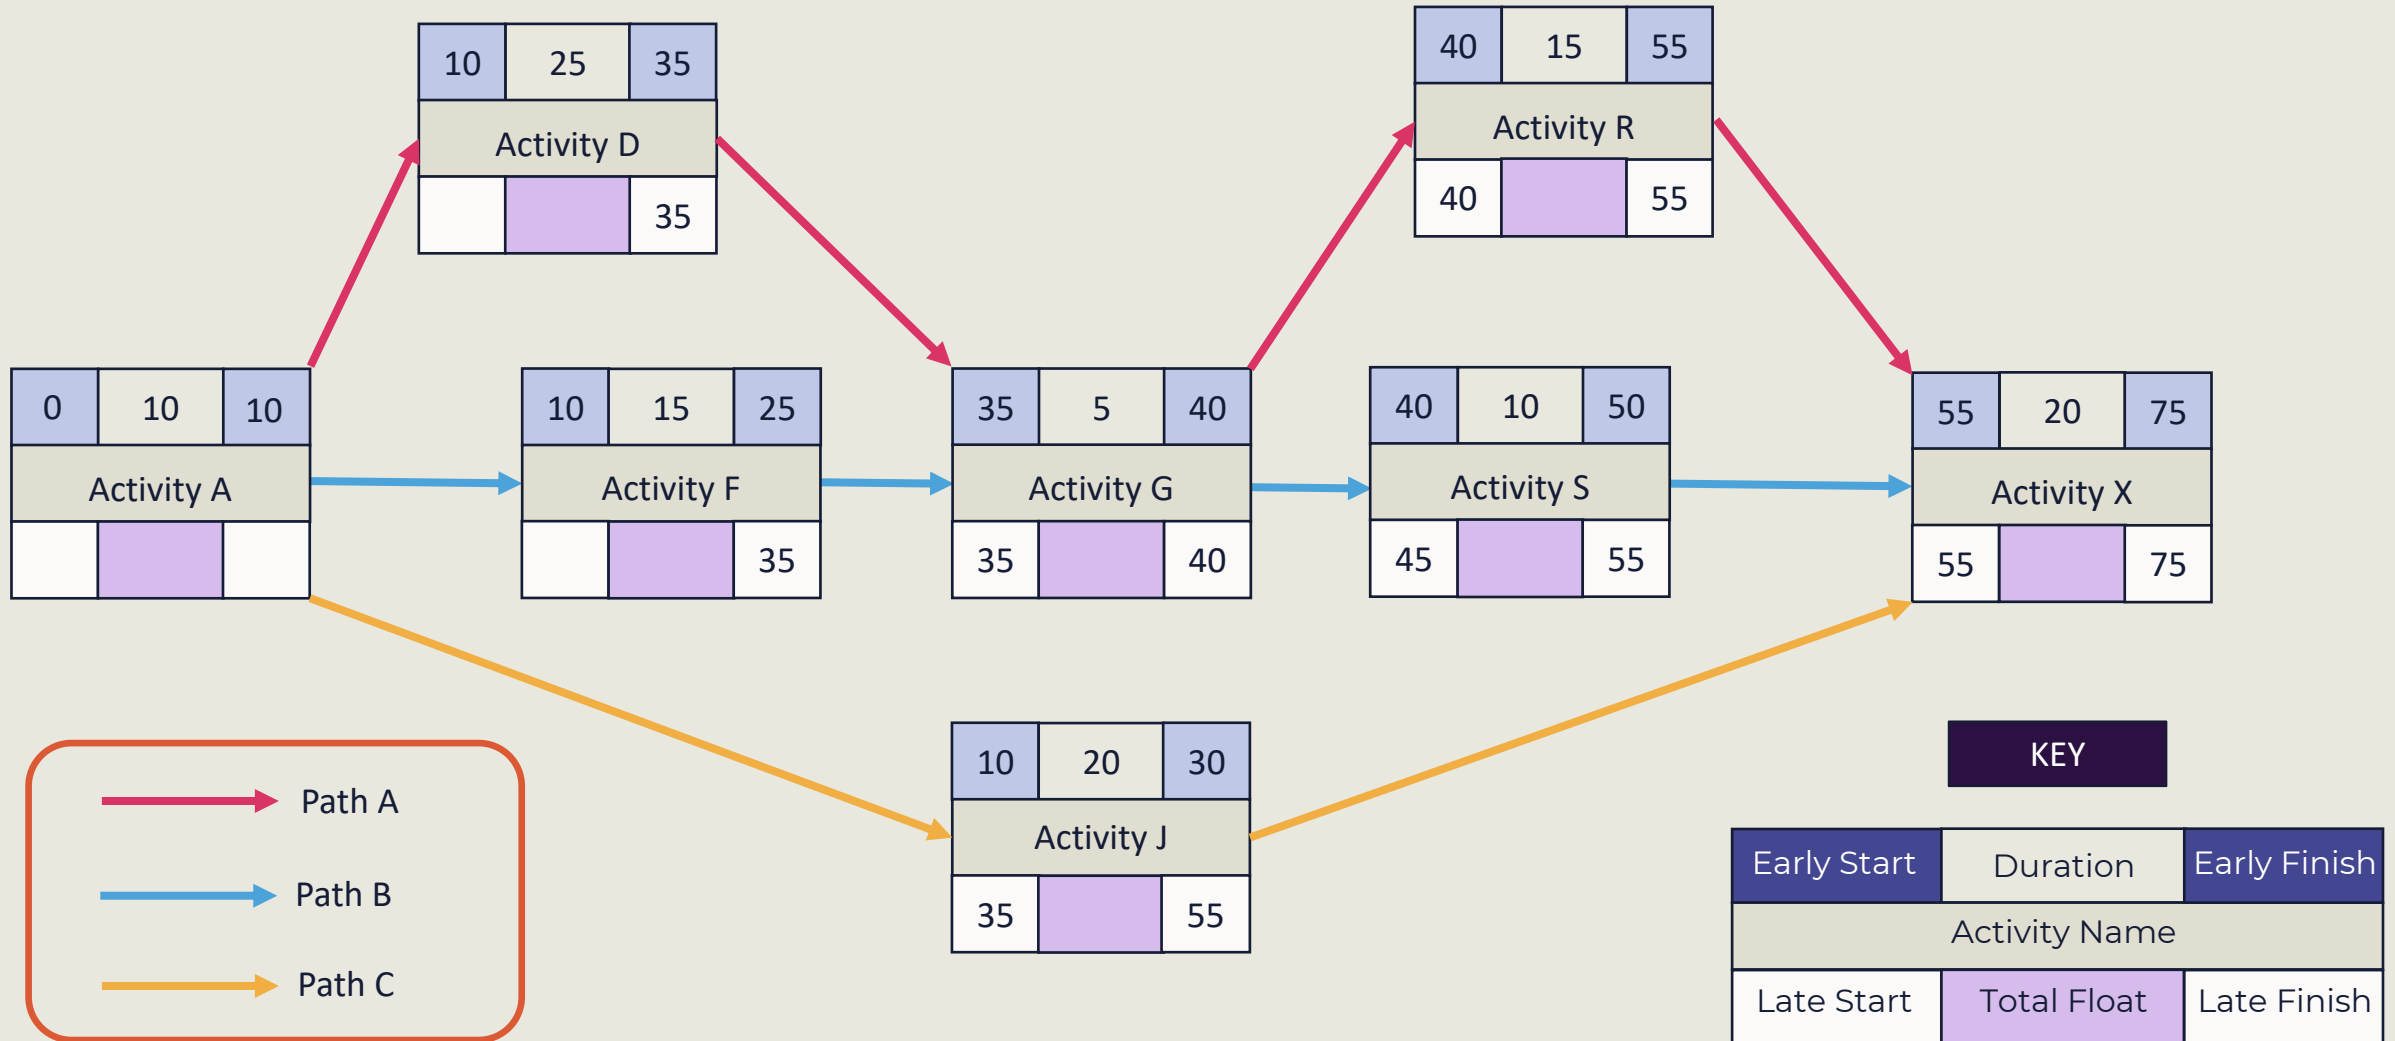 10 25 35
Activity D
35
40 15 55
Activity R
40 55
0 10 10
Activity A
10 15 25
Activity F
35
35 5 40
Activity G
35 40
40 10 50
Activity S
45 55
55 20 75
Activity X
55 75
10 20 30
Activity J
35 55
Path A
Path B
Path C
KEY
Early Start Duration Early Finish
Activity Name
Late Start Total Float Late Finish